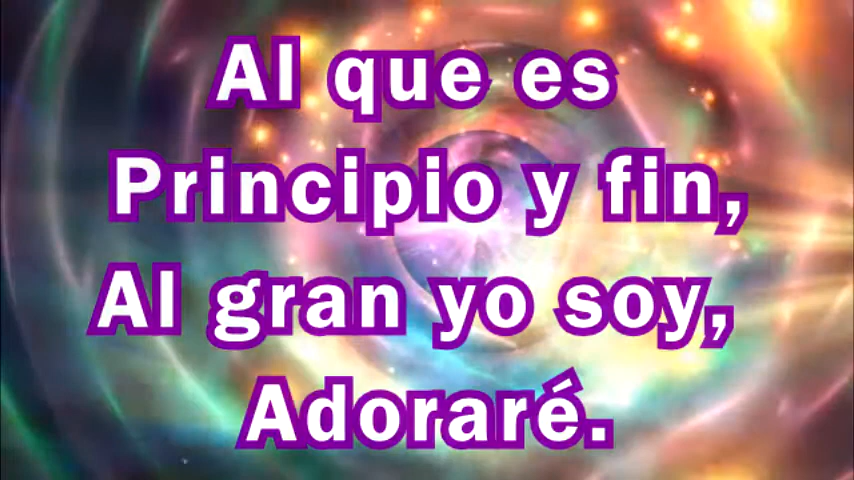 Al que es
Principio y fin,
Al gran yo soy,
Adoraré.